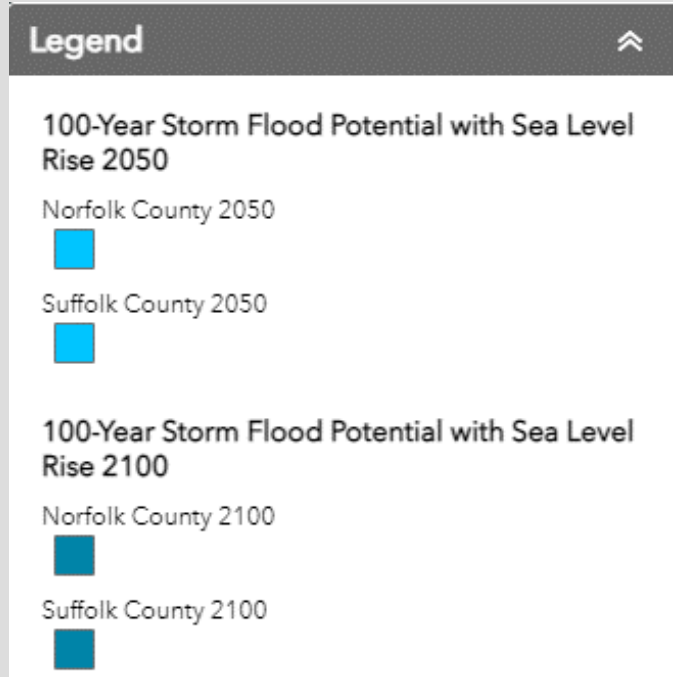 Legend
100-Year Storm Flood Potential with Sea Level
Rise 2050
Norfolk County 2050
Suffolk County 2050
100-Year Storm Flood Potential with Sea Level
Rise 2100
Norfolk County 2100
Suffolk County 2100